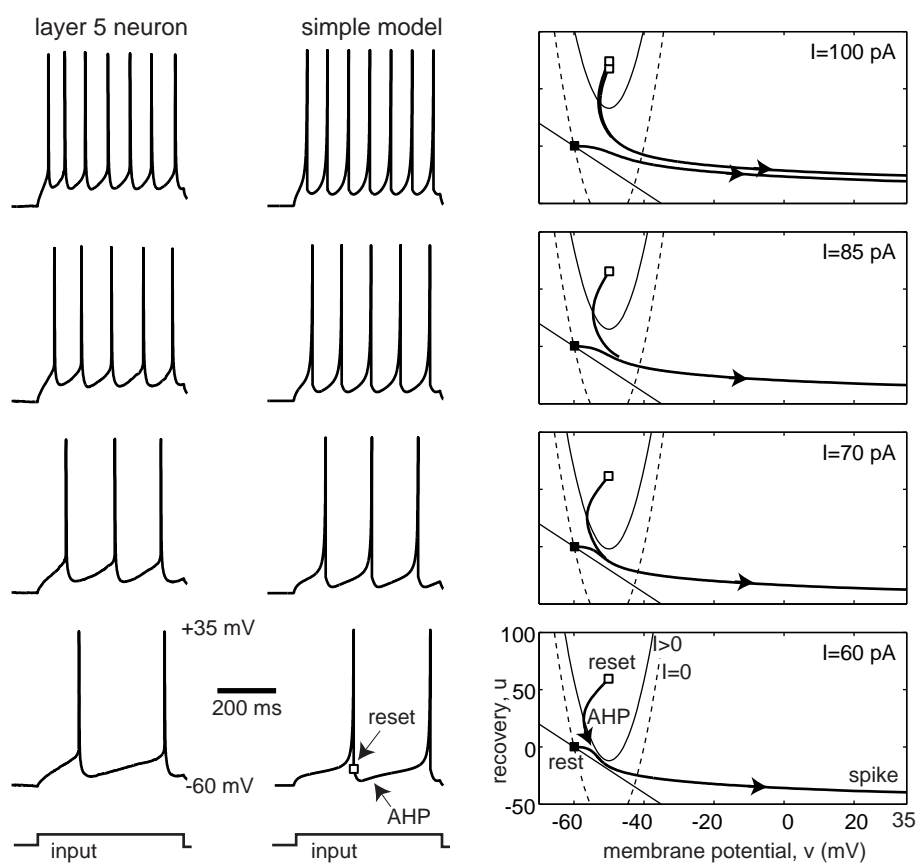 layer 5 neuron
simple model
I=100 pA
I=85 pA
I=70 pA
+35 mV
200 ms
-60 mV
reset
AHP
input
input
100
50
0
-50
recovery, u
I>0
I=0
I=60 pA
reset
AHP
rest
spike
-60
-40
-20
0
20
35
membrane potential, v (mV)